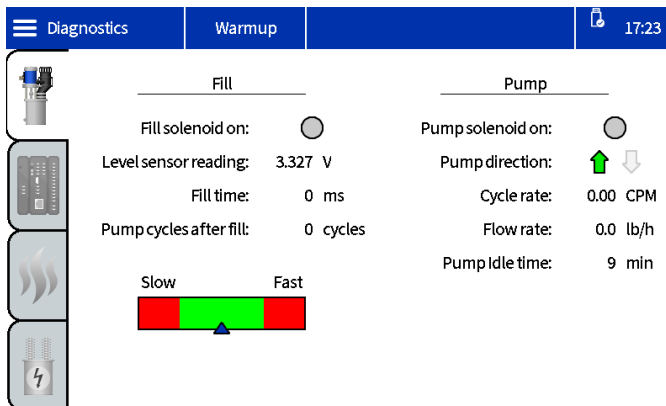 Diagnostics Warmup 17:23
Fill
Fill solenoid on:
Level sensor reading: 3.327 V
Fill time: 0 ms
Pump cycles after fill: 0 cycles
Slow Fast
Pump
Pump solenoid on:
Pump direction:
Cycle rate: 0.00 CPM
Flow rate: 0.0 lb/h
Pump Idle time: 9 min